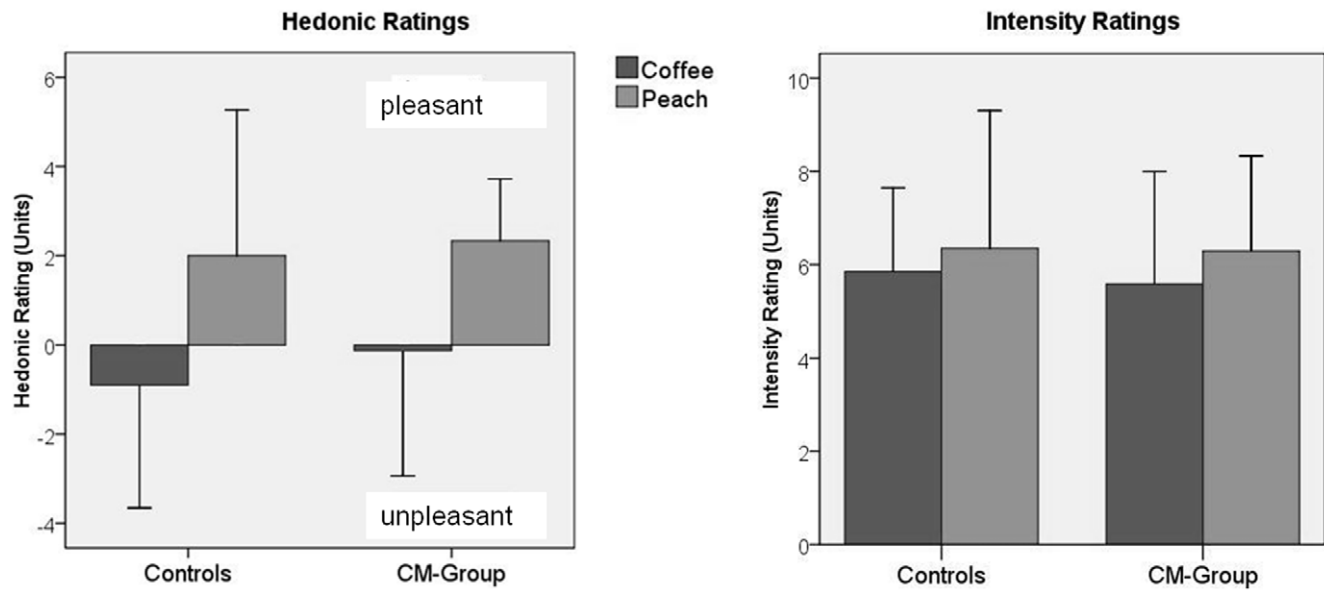 Hedonic Ratings
Hedonic Rating (Units)
6
4
2
0
-2
-4
pleasant
unpleasant
Controls
CM-Group
Coffee
Peach
Intensity Ratings
Intensity Rating (Units)
10
8
6
4
2
0
Controls
CM-Group